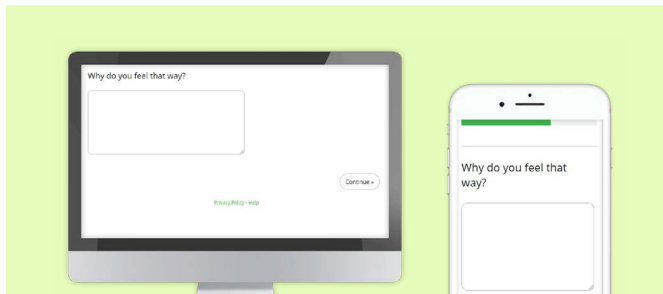 Why do you feel that way?
Continue »
Privacy Policy - Help
Why do you feel that
way?